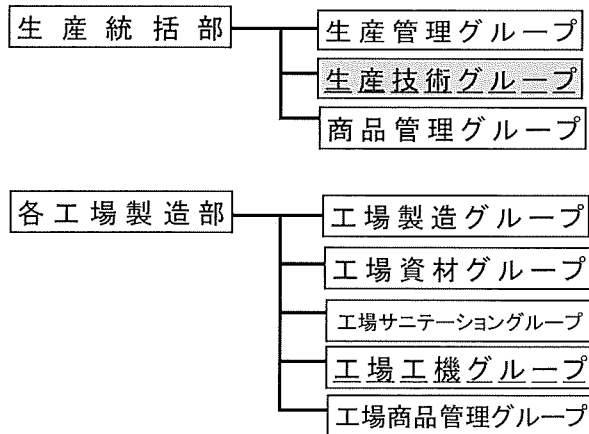 生産統括部
生産管理グループ
生産技術グループ
商品管理グループ
各工場製造部
工場製造グループ
工場資材グループ
工場サニテーショングループ
工場工機グループ
工場商品管理グループ